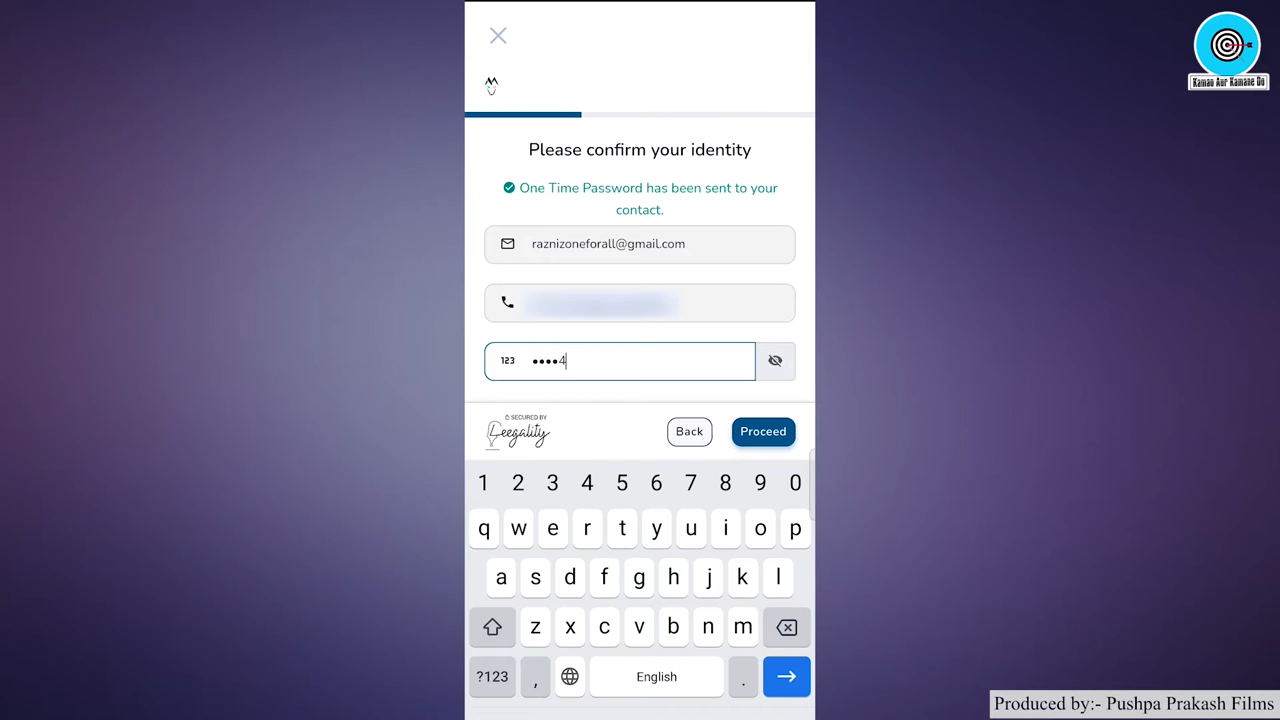 Kamao Aur Kamane Do
Please confirm your identity
One Time Password has been sent to your
contact.
raznizoneforall@gmail.com
123 ••••4
SECURED BY
Leegality
Back
Proceed
1 2 3 4 5 6 7 8 9 0
q w e r t y u i o p
a s d f g h j k l
z x c v b n m
?123 , English .
Produced by:- Pushpa Prakash Films